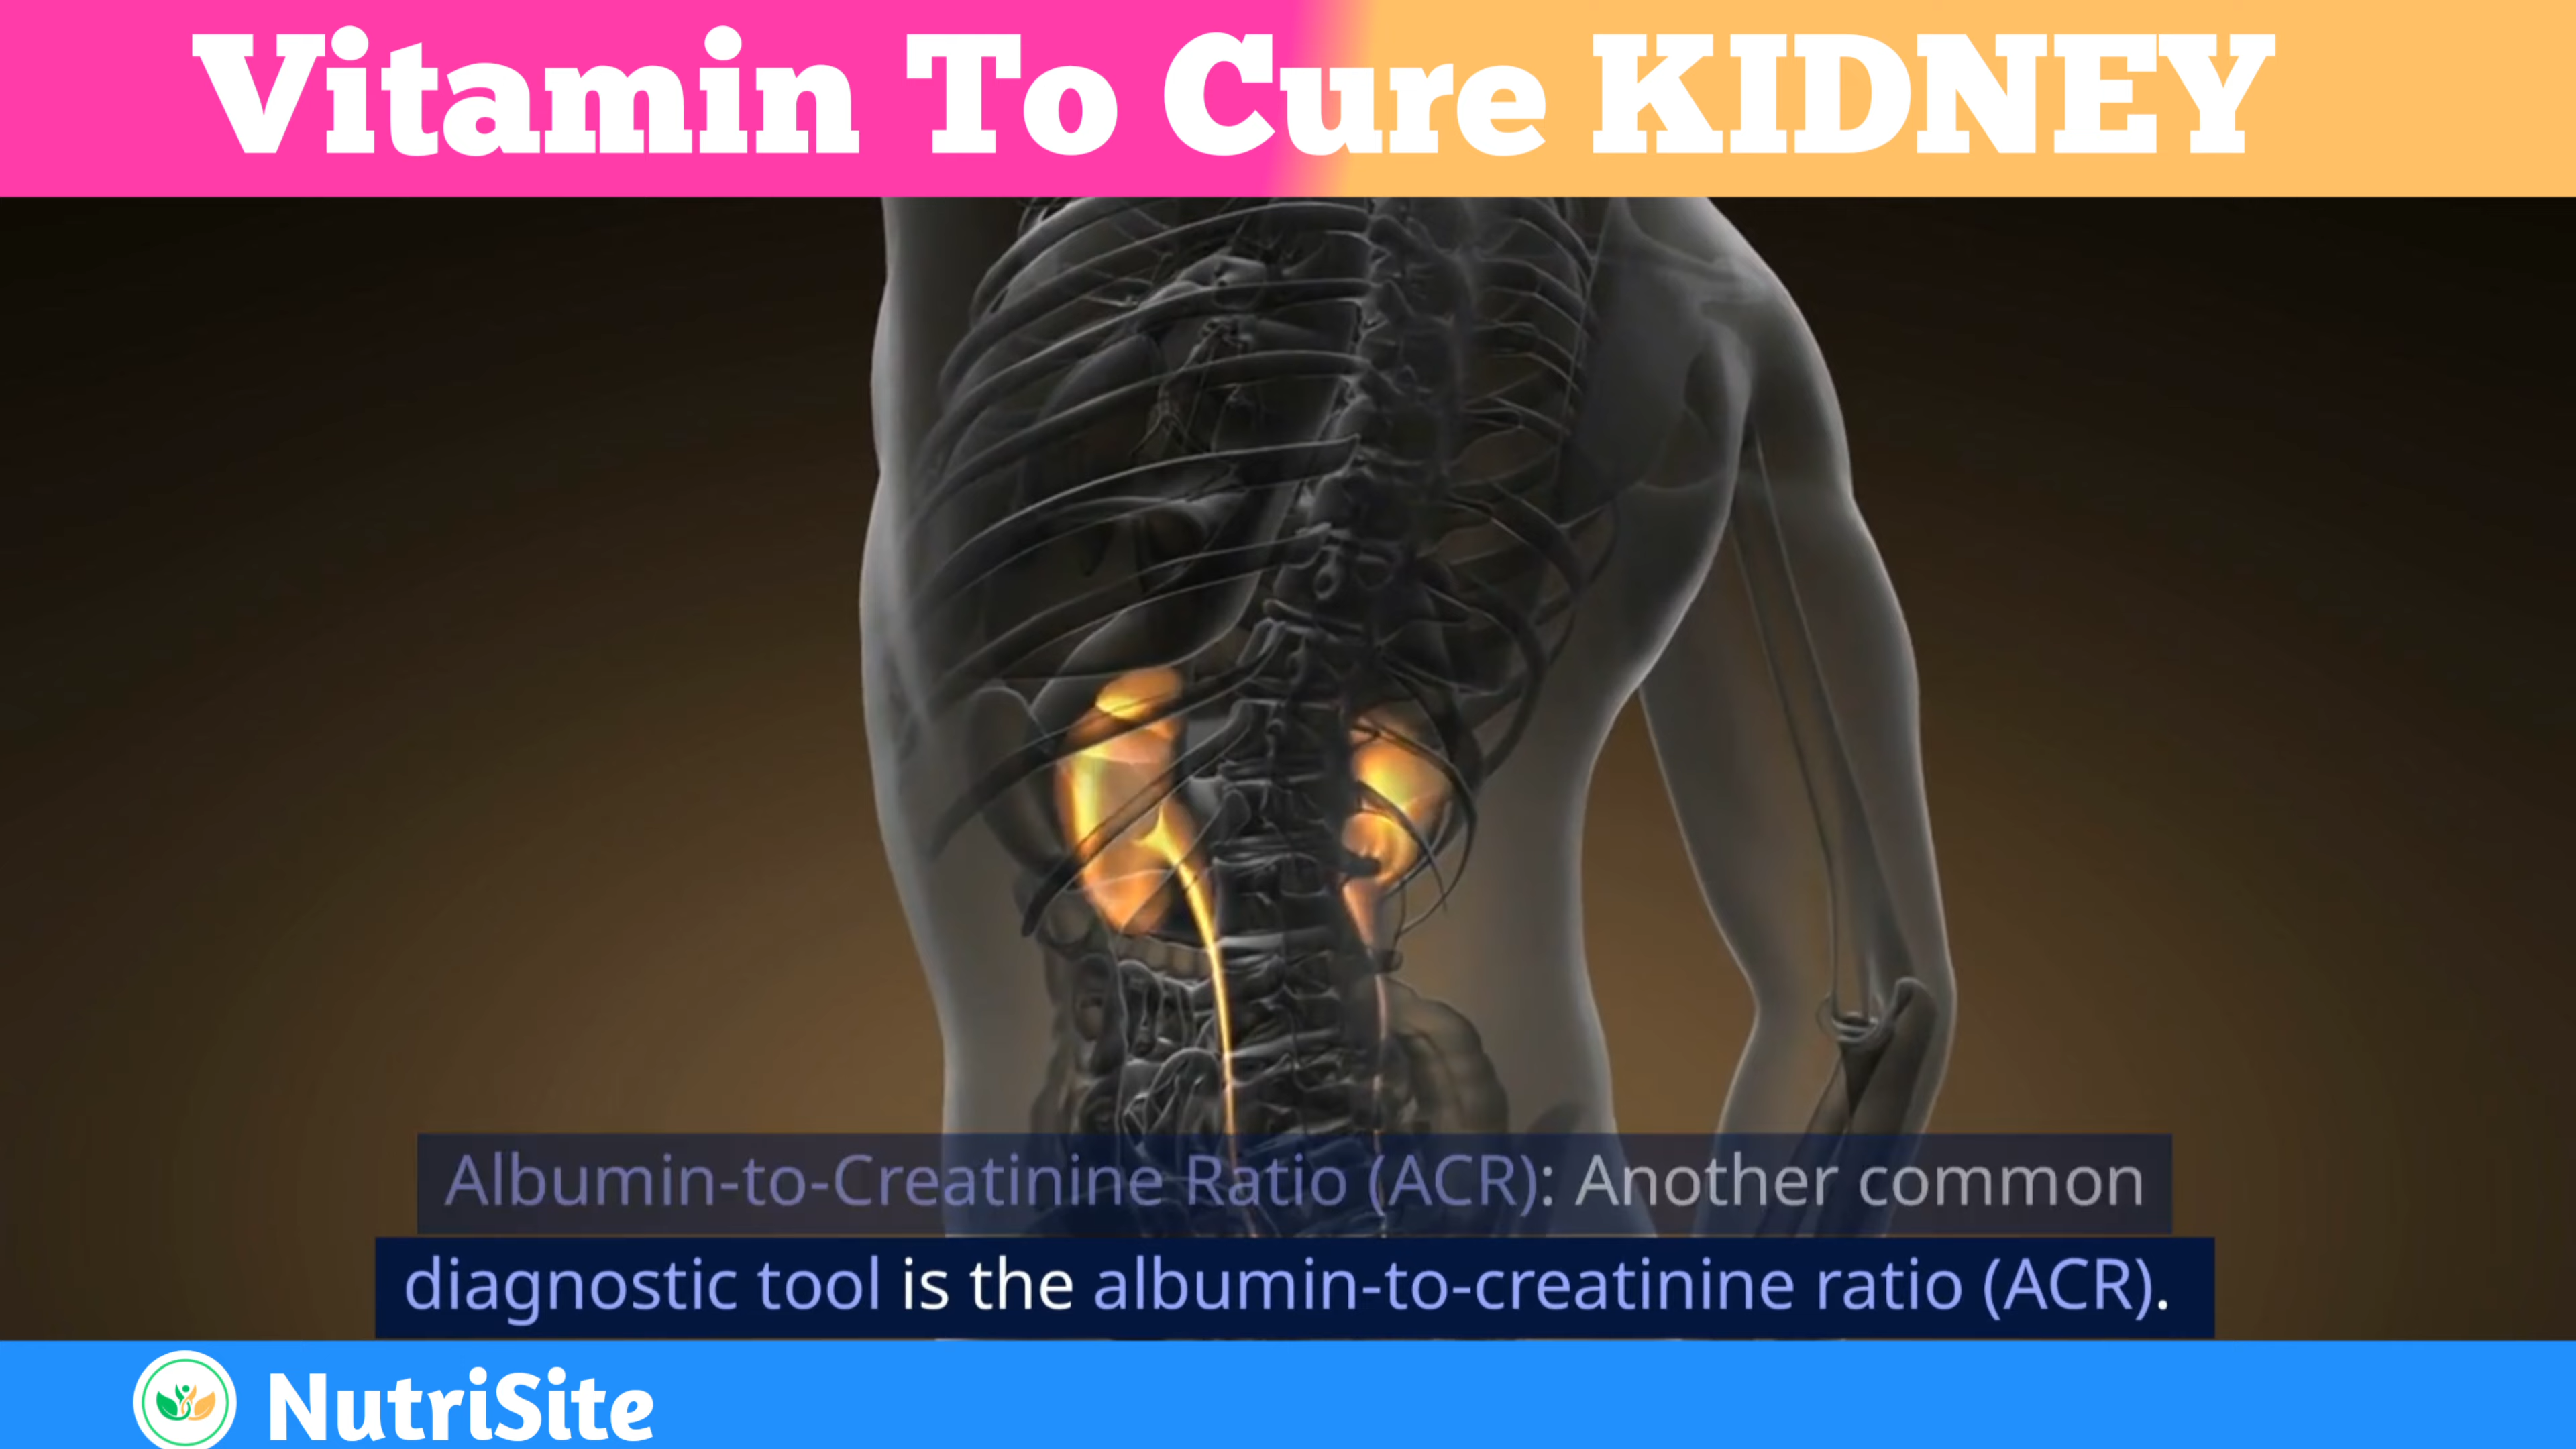 Vitamin To Cure KIDNEY
Albumin-to-Creatinine Ratio (ACR): Another common
diagnostic tool is the albumin-to-creatinine ratio (ACR).
NutriSite